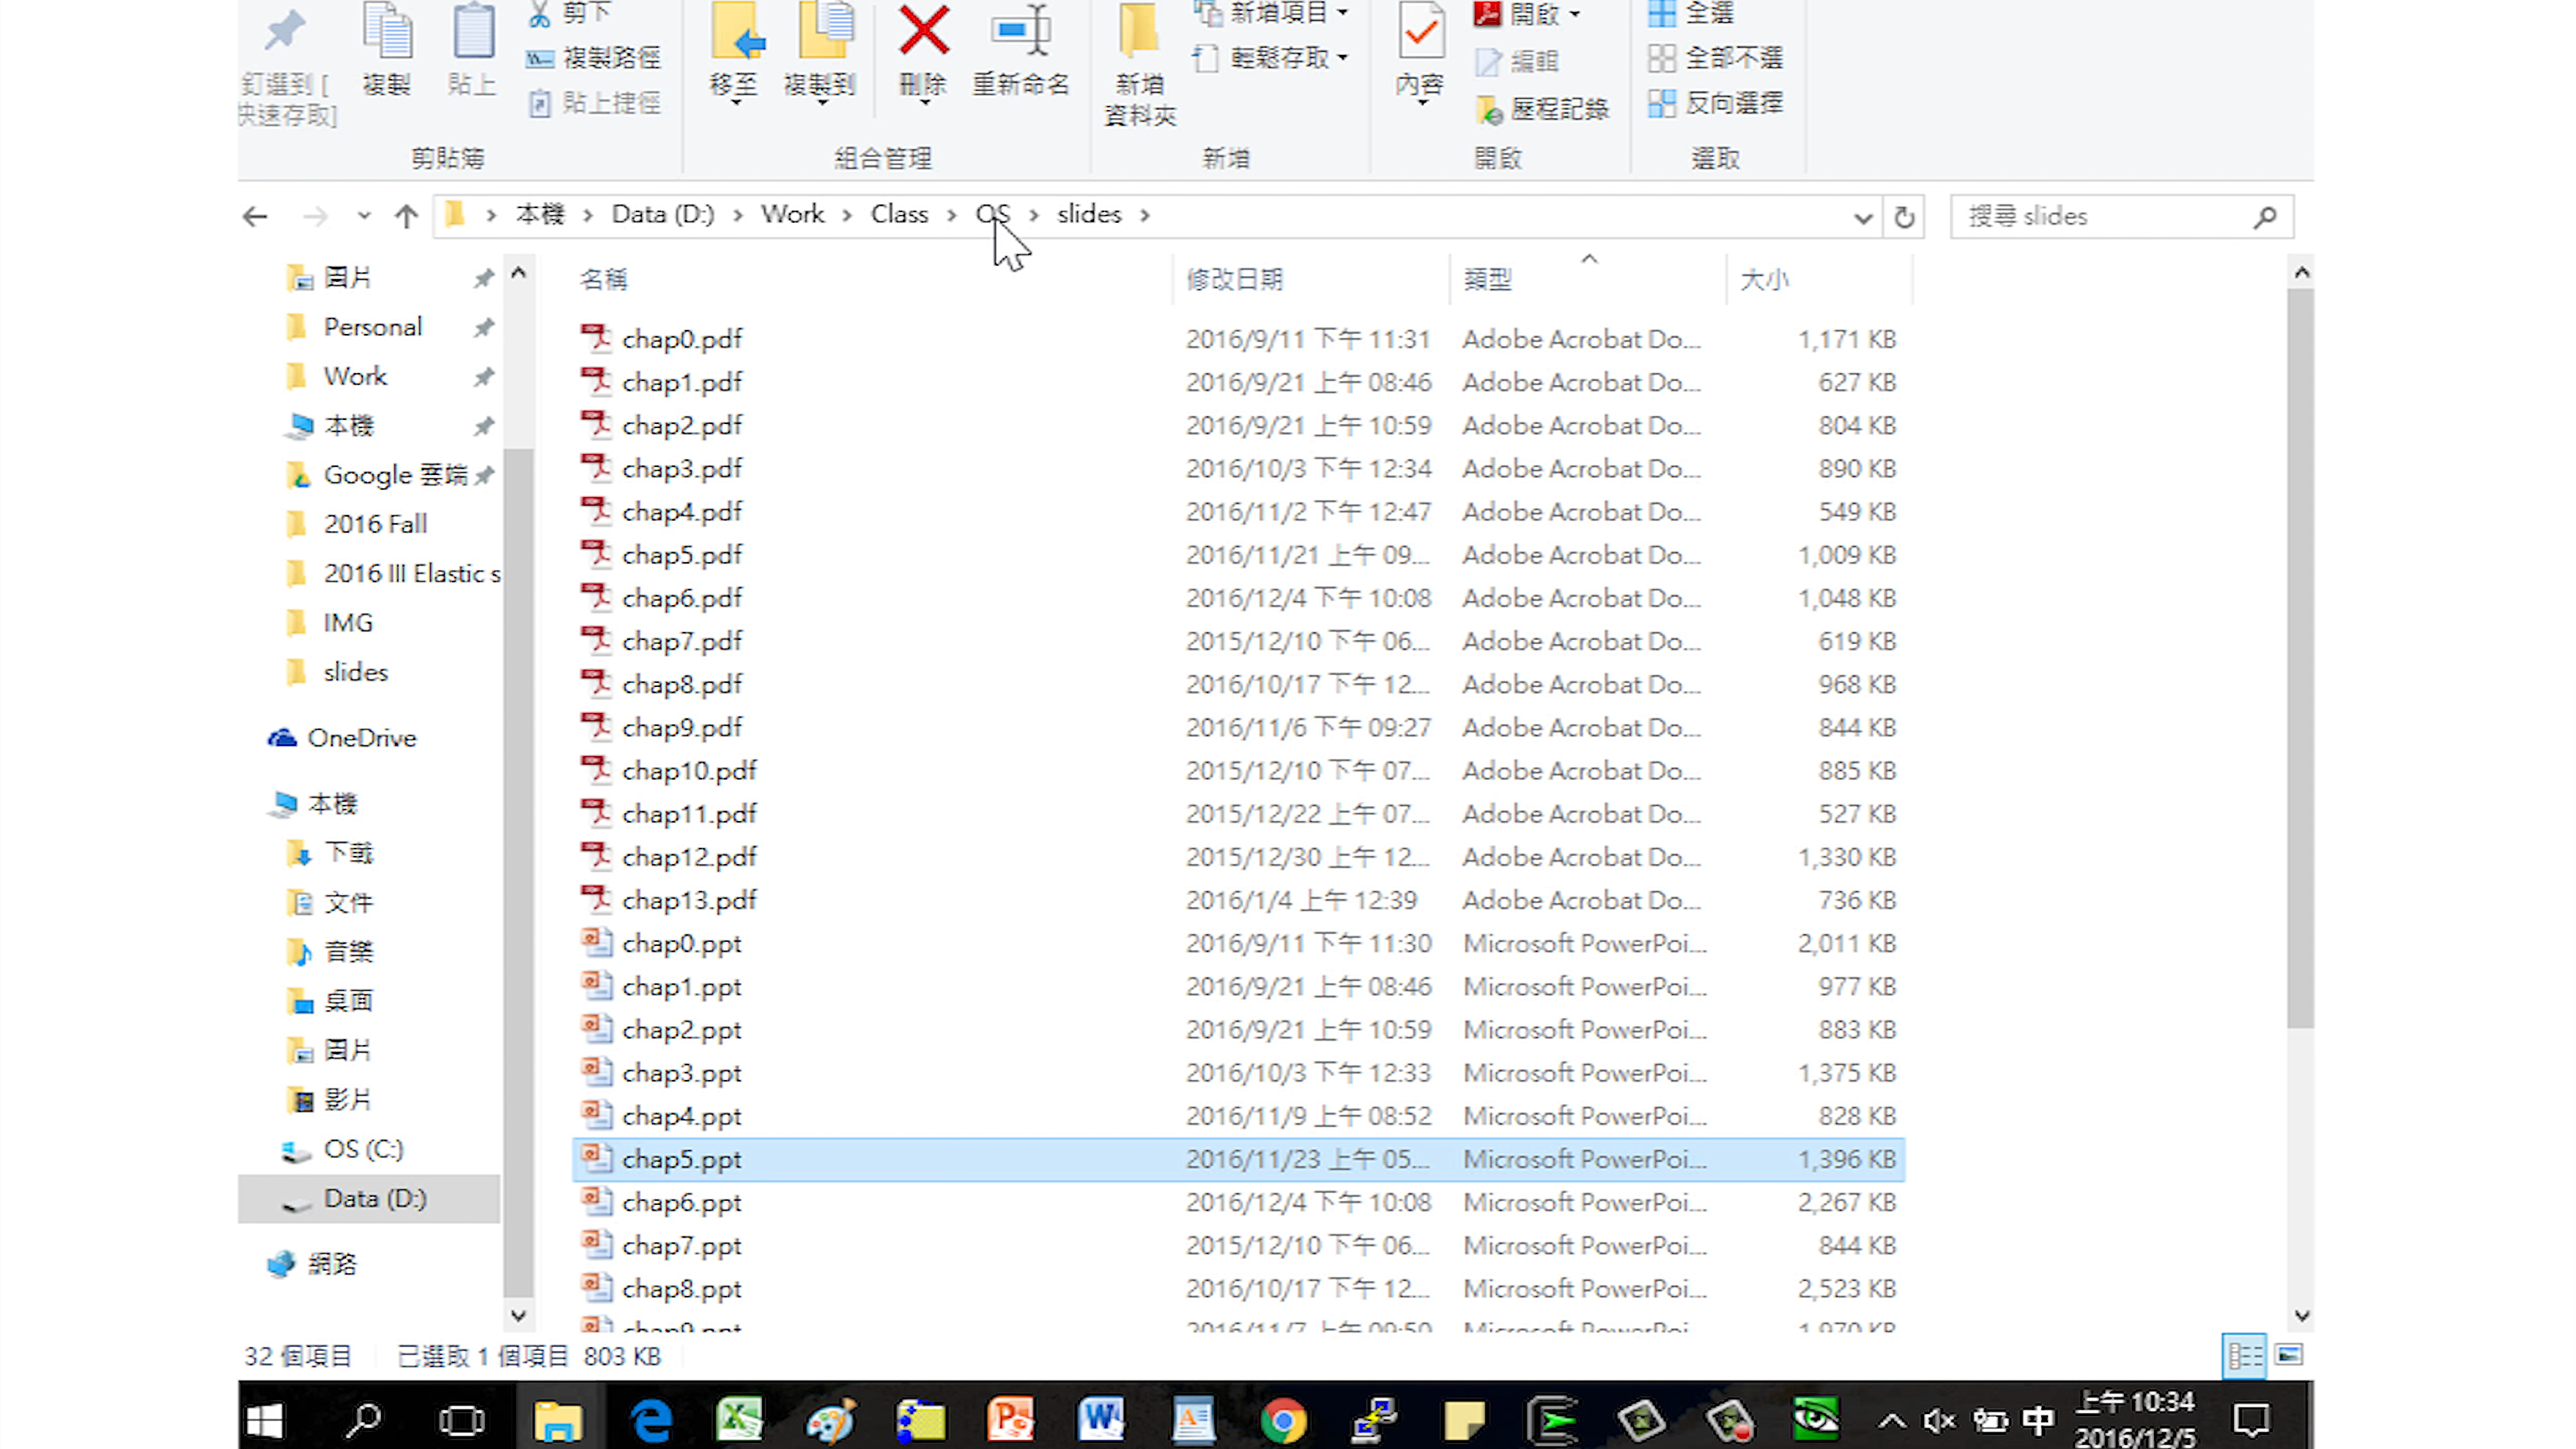 剪下
新增項目
開啟
全選
複製路徑
輕鬆存取
編輯
全部不選
釘選到 [
快速存取]
複製
貼上
貼上捷徑
移至
複製到
刪除
重新命名
新增
資料夾
內容
歷程記錄
反向選擇
剪貼簿
組合管理
新增
開啟
選取
本機 > Data (D:) > Work > Class > OS > slides >
搜尋 slides
圖片
Personal
Work
本機
Google 雲端
2016 Fall
2016 III Elastic s
IMG
slides
OneDrive
本機
下載
文件
音樂
桌面
圖片
影片
OS (C:)
Data (D:)
網路
名稱 修改日期 類型 大小
chap0.pdf 2016/9/11 下午 11:31 Adobe Acrobat Do... 1,171 KB
chap1.pdf 2016/9/21 上午 08:46 Adobe Acrobat Do... 627 KB
chap2.pdf 2016/9/21 上午 10:59 Adobe Acrobat Do... 804 KB
chap3.pdf 2016/10/3 下午 12:34 Adobe Acrobat Do... 890 KB
chap4.pdf 2016/11/2 下午 12:47 Adobe Acrobat Do... 549 KB
chap5.pdf 2016/11/21 上午 09... Adobe Acrobat Do... 1,009 KB
chap6.pdf 2016/12/4 下午 10:08 Adobe Acrobat Do... 1,048 KB
chap7.pdf 2015/12/10 下午 06... Adobe Acrobat Do... 619 KB
chap8.pdf 2016/10/17 下午 12... Adobe Acrobat Do... 968 KB
chap9.pdf 2016/11/6 下午 09:27 Adobe Acrobat Do... 844 KB
chap10.pdf 2015/12/10 下午 07... Adobe Acrobat Do... 885 KB
chap11.pdf 2015/12/22 上午 07... Adobe Acrobat Do... 527 KB
chap12.pdf 2015/12/30 上午 12... Adobe Acrobat Do... 1,330 KB
chap13.pdf 2016/1/4 上午 12:39 Adobe Acrobat Do... 736 KB
chap0.ppt 2016/9/11 下午 11:30 Microsoft PowerPoi... 2,011 KB
chap1.ppt 2016/9/21 上午 08:46 Microsoft PowerPoi... 977 KB
chap2.ppt 2016/9/21 上午 10:59 Microsoft PowerPoi... 883 KB
chap3.ppt 2016/10/3 下午 12:33 Microsoft PowerPoi... 1,375 KB
chap4.ppt 2016/11/9 上午 08:52 Microsoft PowerPoi... 828 KB
chap5.ppt 2016/11/23 上午 05... Microsoft PowerPoi... 1,396 KB
chap6.ppt 2016/12/4 下午 10:08 Microsoft PowerPoi... 2,267 KB
chap7.ppt 2015/12/10 下午 06... Microsoft PowerPoi... 844 KB
chap8.ppt 2016/10/17 下午 12... Microsoft PowerPoi... 2,523 KB
chap9.ppt 2016/11/7 上午 09:50 Microsoft PowerPoi 1,970 KB
32 個項目 已選取 1 個項目 803 KB
中
上午 10:34
2016/12/5